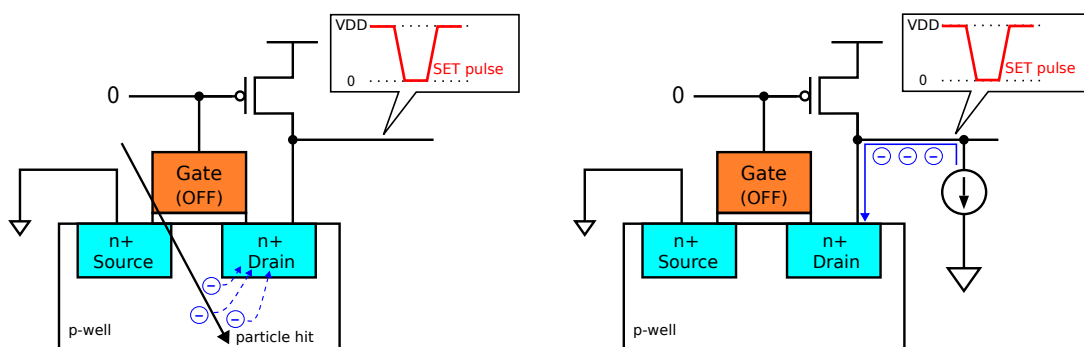 VDD
0
SET pulse
0
Gate
(OFF)
n+
Source
n+
Drain
−
−
−
p-well
particle hit
VDD
0
SET pulse
0
− − −
Gate
(OFF)
n+
Source
n+
Drain
p-well